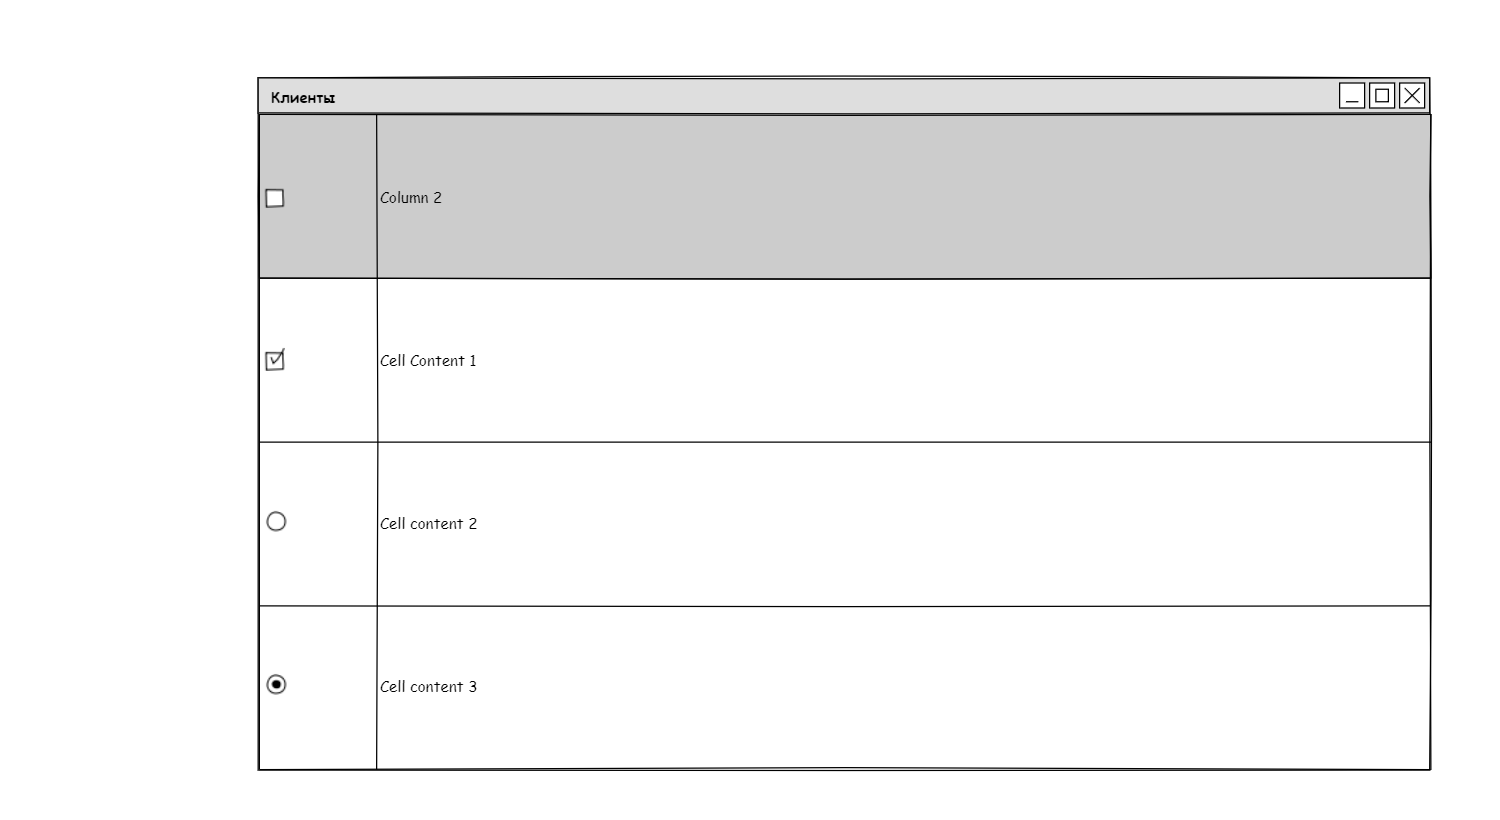 Клиенты
Column 2
Cell Content 1
Cell content 2
Cell content 3